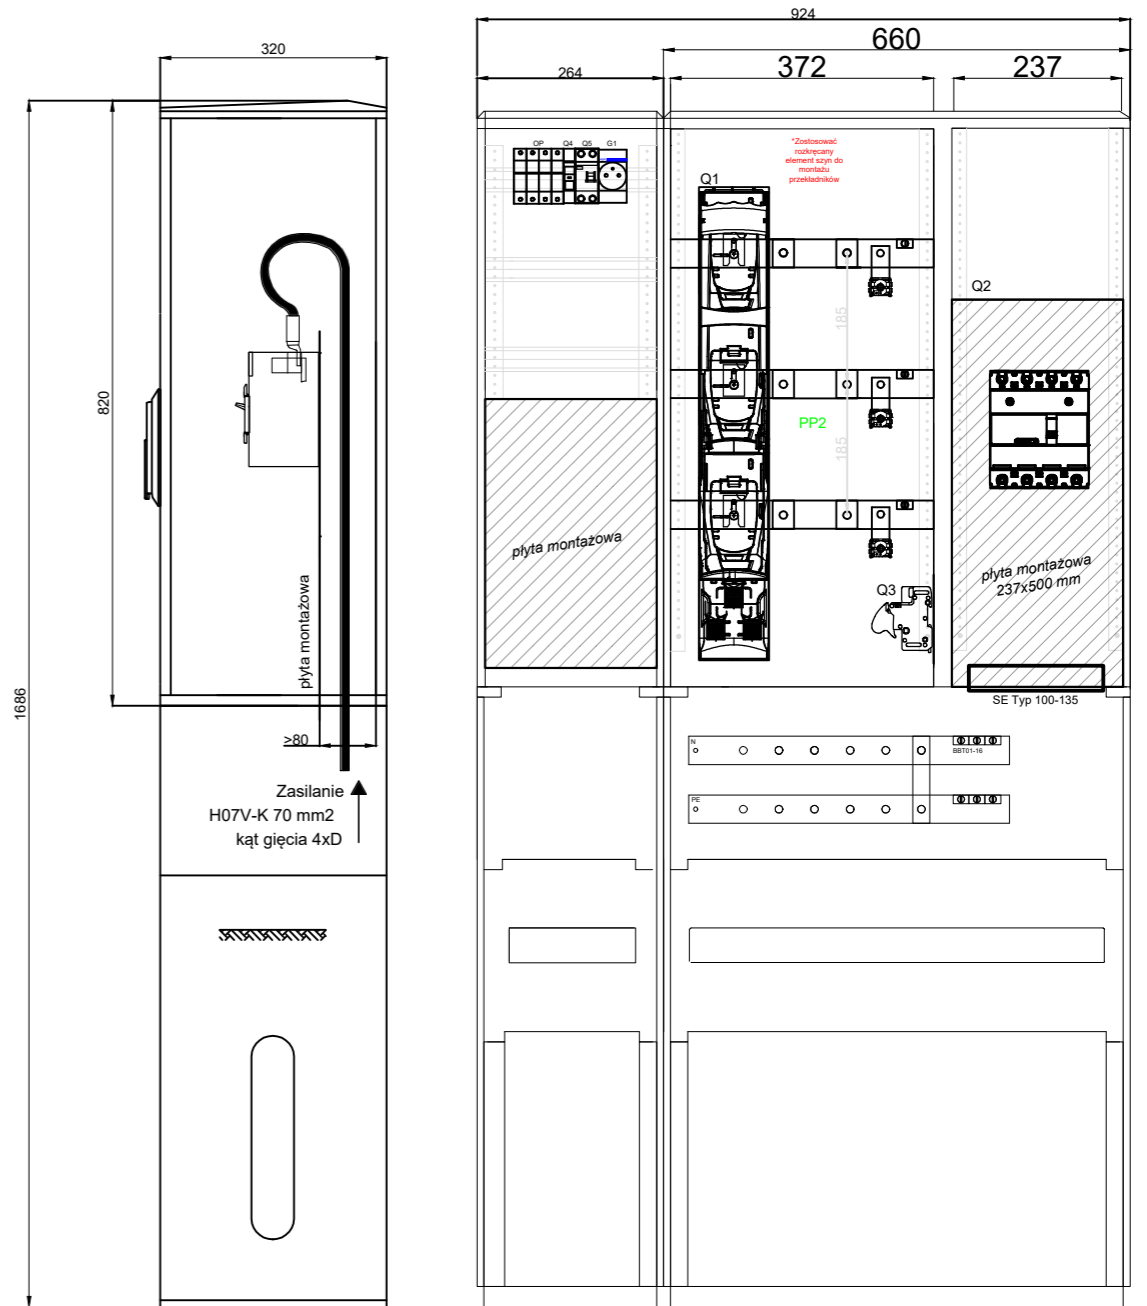 924
660
320
264
372
237
OP
Q4
Q5
G1
*Zostosować
rozkręcany
element szyn do
montażu
przekładników
Q1
Q2
185
820
PP2
185
płyta montażowa
płyta montażowa
237x500 mm
Q3
płyta montażowa
1686
SE Typ 100-135
>80
N
BBT01-16
Zasilanie
H07V-K 70 mm2
kąt gięcia 4xD
PE